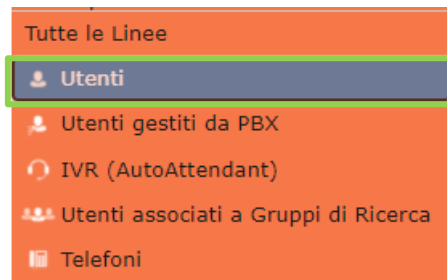 Tutte le Linee
Utenti
Utenti gestiti da PBX
IVR (AutoAttendant)
Utenti associati a Gruppi di Ricerca
Telefoni